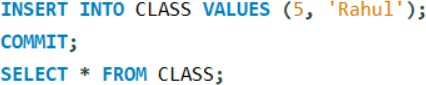 INSERT INTO CLASS VALUES (5, 'Rahul');
COMMIT;
SELECT * FROM CLASS;